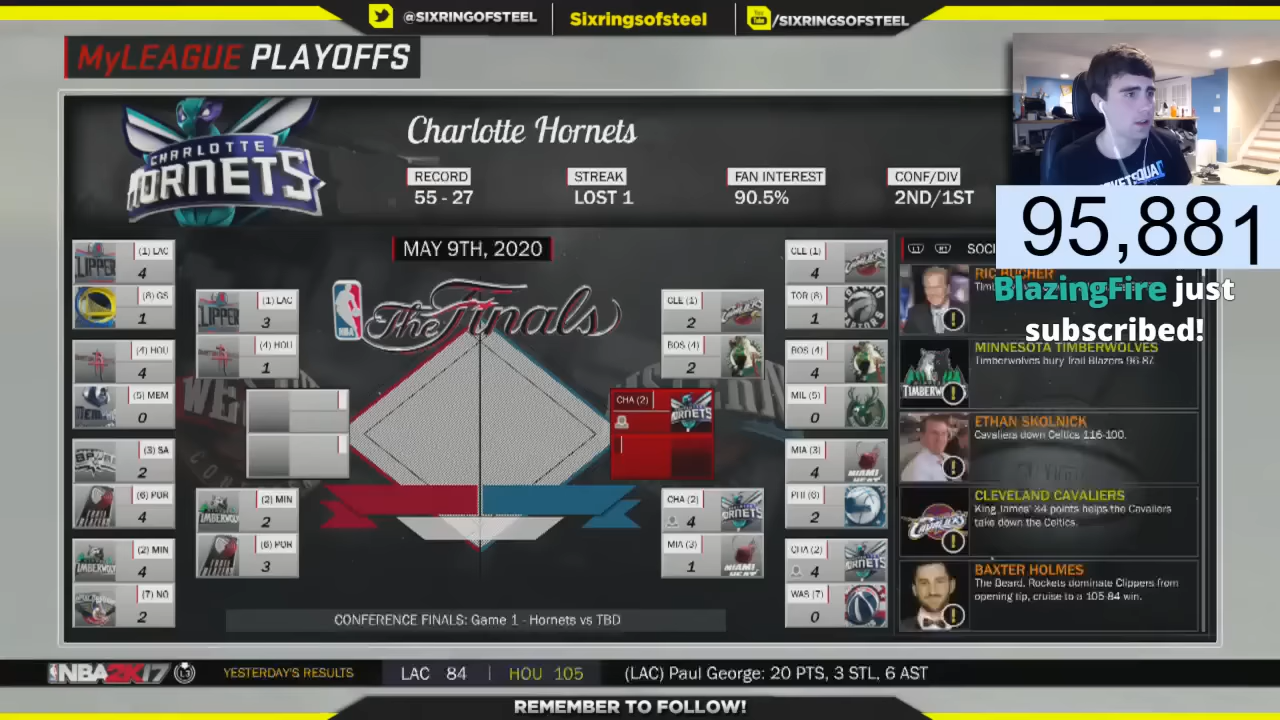 @SIXRINGSOFSTEEL
Sixringsofsteel
/SIXRINGSOFSTEEL
MyLEAGUE PLAYOFFS
CHARLOTTE
HORNETS
Charlotte Hornets
RECORD
55 - 27
STREAK
LOST 1
FAN INTEREST
90.5%
CONF/DIV
2ND/1ST
95,881
BlazingFire just
subscribed!
MAY 9TH, 2020
NBA The Finals
(1) LAC
4
(8) GS
1
(4) HOU
4
(5) MEM
0
(3) SA
2
(6) POR
4
(2) MIN
4
(7) NO
2
(1) LAC
3
(4) HOU
1
(2) MIN
2
(6) POR
3
CLE (1)
2
BOS (4)
2
CHA (2)
CHA (2)
4
MIA (3)
1
CLE (1)
4
TOR (8)
1
BOS (4)
4
MIL (5)
0
MIA (3)
4
PHI (6)
2
CHA (2)
4
WAS (7)
0
RIC BUCHER
MINNESOTA TIMBERWOLVES
Timberwolves bury Trail Blazers 96-87.
ETHAN SKOLNICK
Cavaliers down Celtics 116-100.
CLEVELAND CAVALIERS
King James' 34 points helps the Cavaliers
take down the Celtics.
BAXTER HOLMES
The Beard, Rockets dominate Clippers from
opening tip, cruise to a 105-84 win.
CONFERENCE FINALS: Game 1 - Hornets vs TBD
NBA2K17
YESTERDAY'S RESULTS
LAC 84 | HOU 105
(LAC) Paul George: 20 PTS, 3 STL, 6 AST
REMEMBER TO FOLLOW!